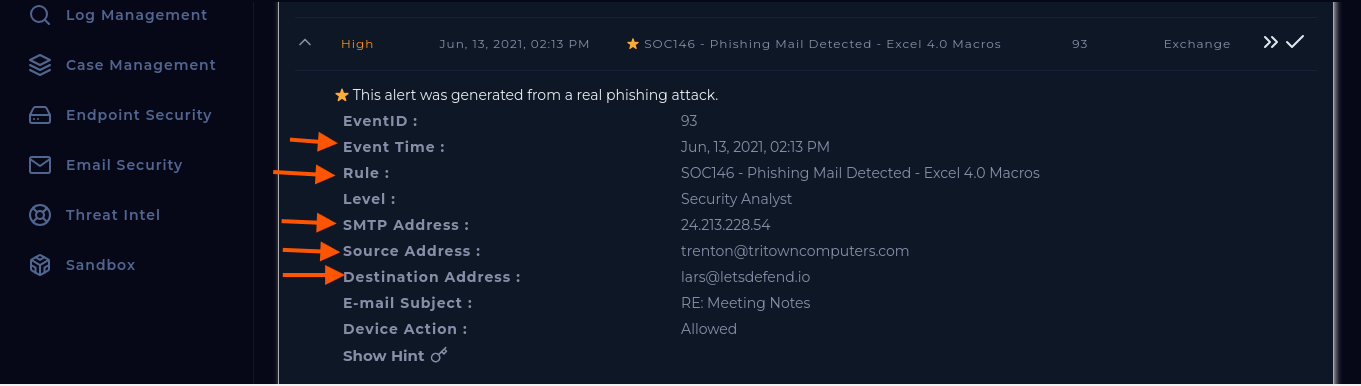 Log Management
Case Management
Endpoint Security
Email Security
Threat Intel
Sandbox
High Jun, 13, 2021, 02:13 PM SOC146 - Phishing Mail Detected - Excel 4.0 Macros 93 Exchange
This alert was generated from a real phishing attack.
EventID : 93
Event Time : Jun, 13, 2021, 02:13 PM
Rule : SOC146 - Phishing Mail Detected - Excel 4.0 Macros
Level : Security Analyst
SMTP Address : 24.213.228.54
Source Address : trenton@tritowncomputers.com
Destination Address : lars@letsdefend.io
E-mail Subject : RE: Meeting Notes
Device Action : Allowed
Show Hint